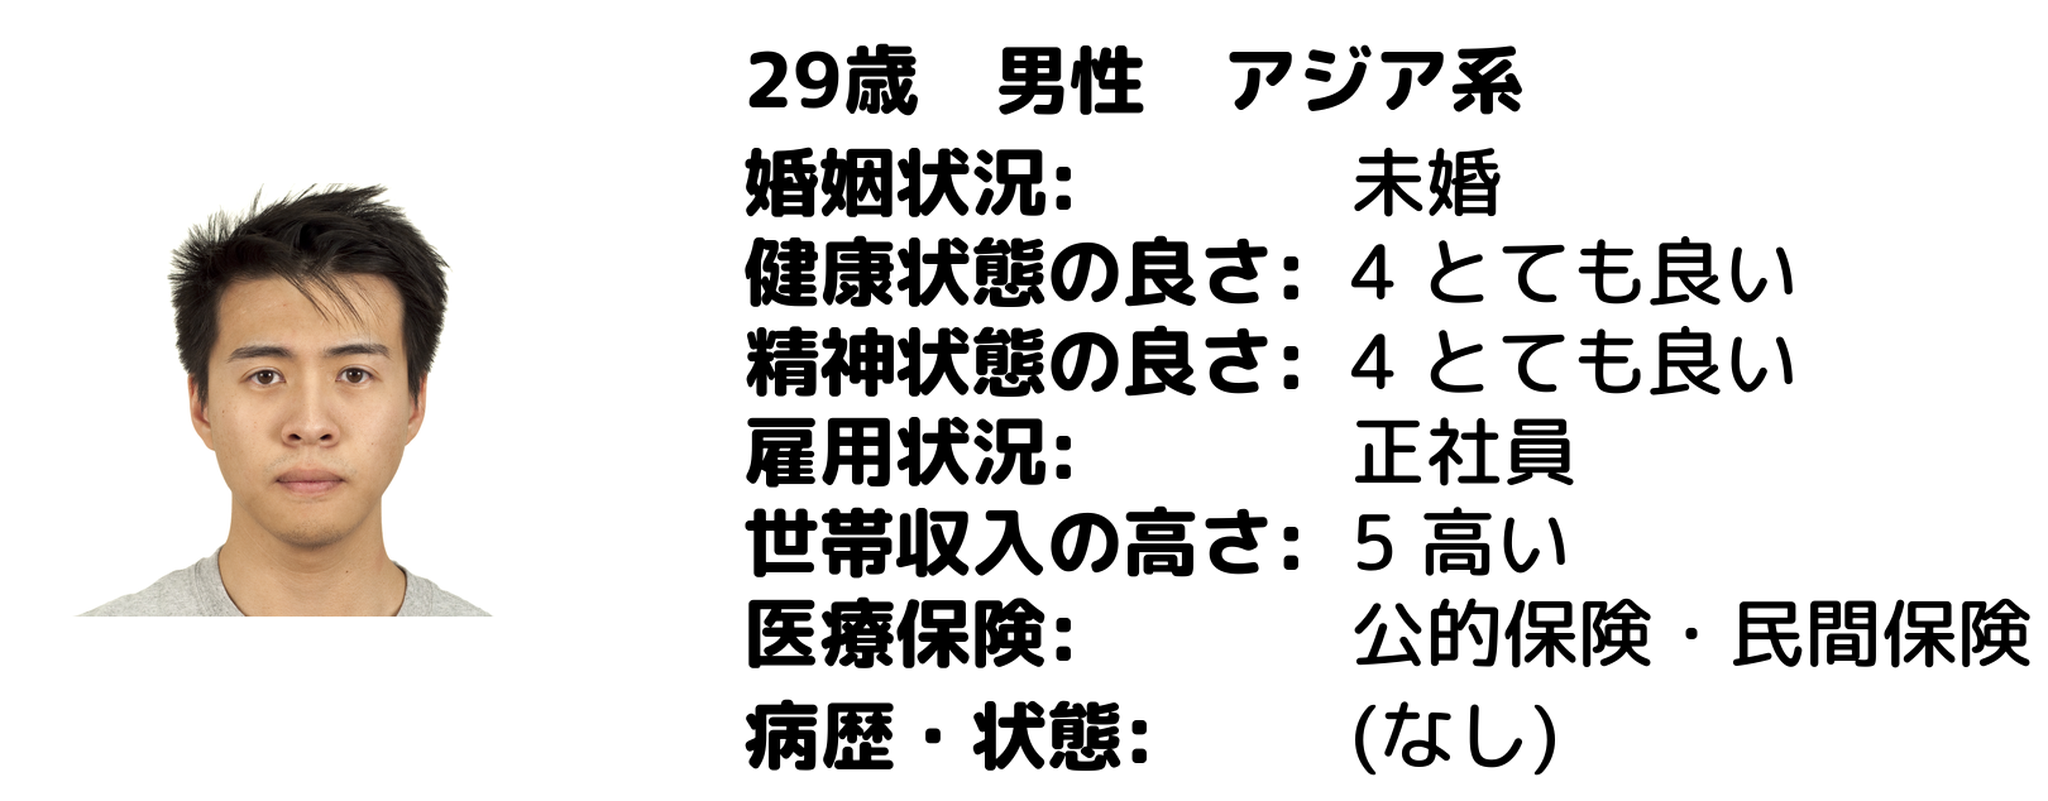 29歳　男性　アジア系
婚姻状況: 未婚
健康状態の良さ: 4 とても良い
精神状態の良さ: 4 とても良い
雇用状況: 正社員
世帯収入の高さ: 5 高い
医療保険: 公的保険・民間保険
病歴・状態: (なし)